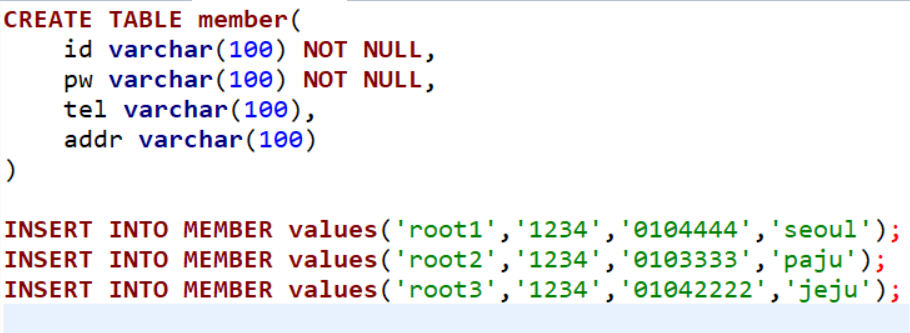 CREATE TABLE member(
    id varchar(100) NOT NULL,
    pw varchar(100) NOT NULL,
    tel varchar(100),
    addr varchar(100)
)
INSERT INTO MEMBER values('root1','1234','0104444','seoul');
INSERT INTO MEMBER values('root2','1234','0103333','paju');
INSERT INTO MEMBER values('root3','1234','01042222','jeju');